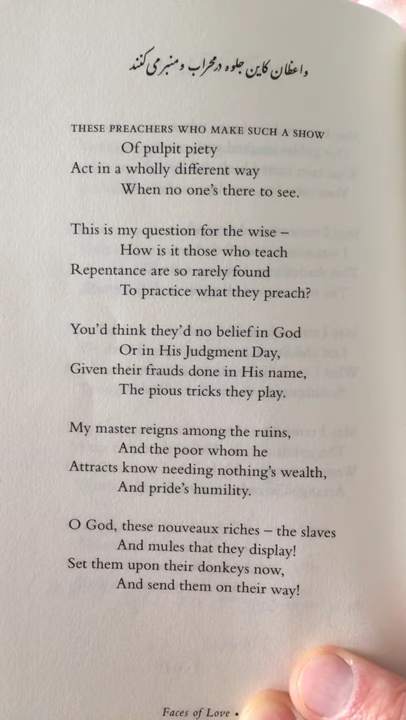 واعظان کاین جلوه در محراب و منبر می کنند
THESE PREACHERS WHO MAKE SUCH A SHOW
Of pulpit piety
Act in a wholly different way
When no one’s there to see.
This is my question for the wise –
How is it those who teach
Repentance are so rarely found
To practice what they preach?
You’d think they’d no belief in God
Or in His Judgment Day,
Given their frauds done in His name,
The pious tricks they play.
My master reigns among the ruins,
And the poor whom he
Attracts know needing nothing’s wealth,
And pride’s humility.
O God, these nouveaux riches – the slaves
And mules that they display!
Set them upon their donkeys now,
And send them on their way!
Faces of Love •